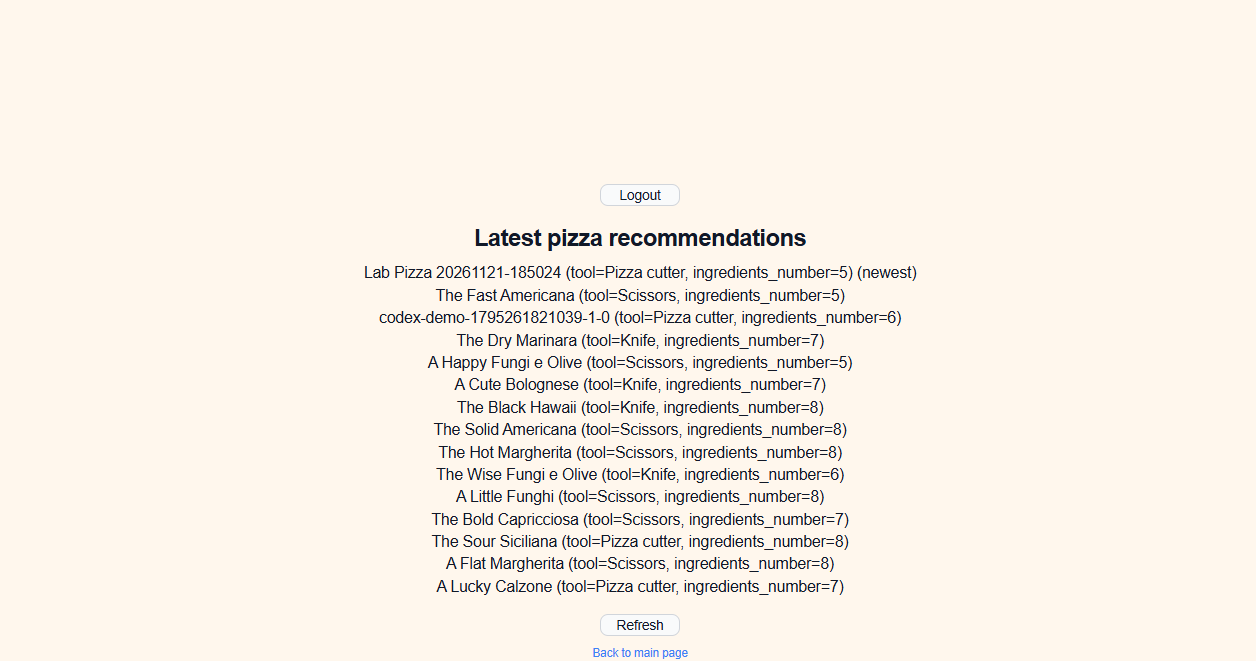 Logout
Latest pizza recommendations
Lab Pizza 20261121-185024 (tool=Pizza cutter, ingredients_number=5) (newest)
The Fast Americana (tool=Scissors, ingredients_number=5)
codex-demo-1795261821039-1-0 (tool=Pizza cutter, ingredients_number=6)
The Dry Marinara (tool=Knife, ingredients_number=7)
A Happy Fungi e Olive (tool=Scissors, ingredients_number=5)
A Cute Bolognese (tool=Knife, ingredients_number=7)
The Black Hawaii (tool=Knife, ingredients_number=8)
The Solid Americana (tool=Scissors, ingredients_number=8)
The Hot Margherita (tool=Scissors, ingredients_number=8)
The Wise Fungi e Olive (tool=Knife, ingredients_number=6)
A Little Funghi (tool=Scissors, ingredients_number=8)
The Bold Capricciosa (tool=Scissors, ingredients_number=7)
The Sour Siciliana (tool=Pizza cutter, ingredients_number=8)
A Flat Margherita (tool=Scissors, ingredients_number=8)
A Lucky Calzone (tool=Pizza cutter, ingredients_number=7)
Refresh
Back to main page